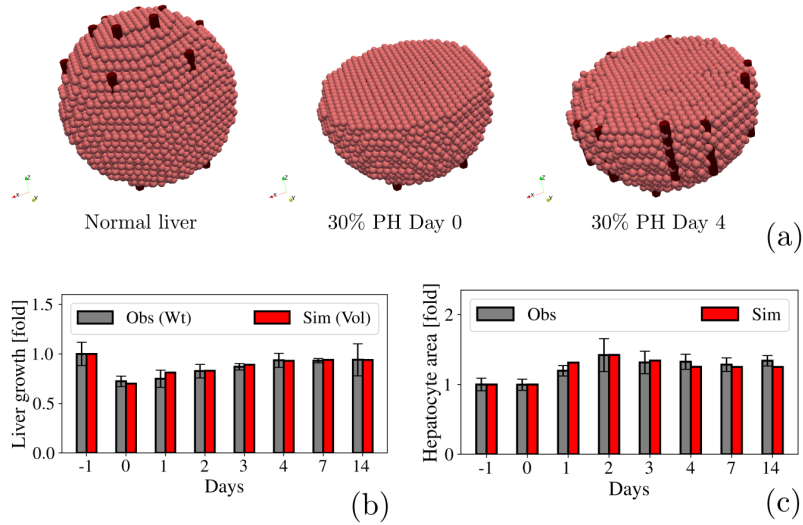 z
x
y
z
x
y
z
x
y
Normal liver
30% PH Day 0
30% PH Day 4
(a)
Liver growth [fold]
1.5
1.0
0.5
0.0
Obs (Wt)
Sim (Vol)
-1
0
1
2
3
4
7
14
Days
(b)
Hepatocyte area [fold]
2
1
0
Obs
Sim
-1
0
1
2
3
4
7
14
Days
(c)